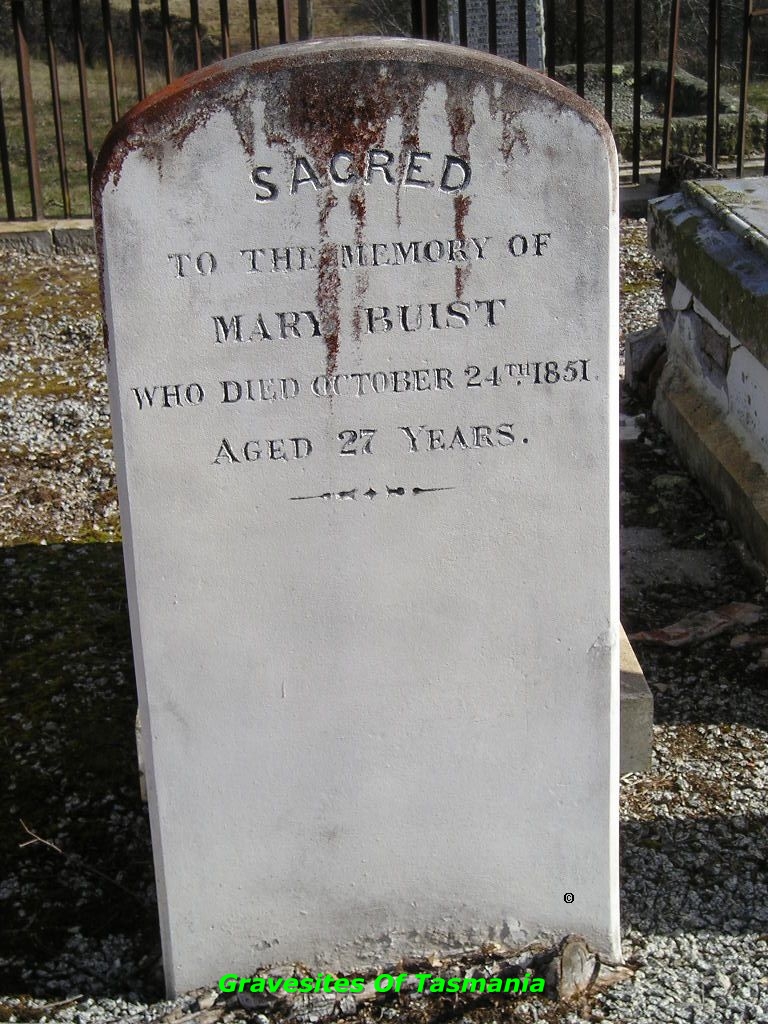 SACRED
TO THE MEMORY OF
MARY BUIST
WHO DIED OCTOBER 24TH. 1851.
AGED 27 YEARS.
©
Gravesites Of Tasmania